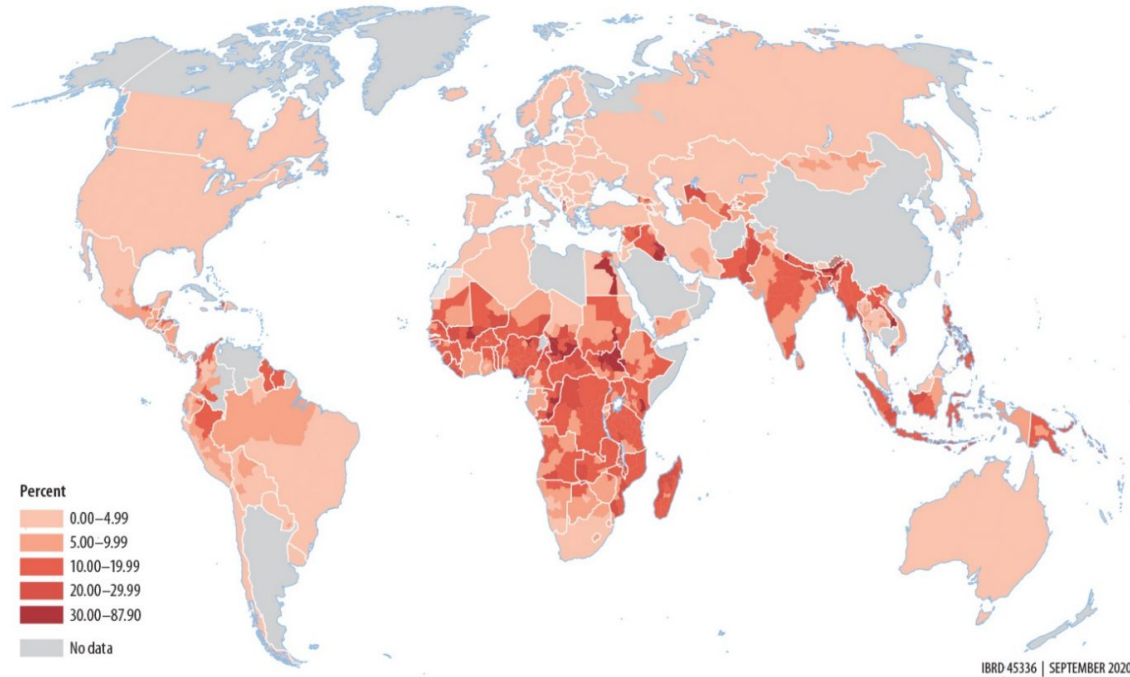 Percent
0.00–4.99
5.00–9.99
10.00–19.99
20.00–29.99
30.00–87.90
No data
IBRD 45336 | SEPTEMBER 2020